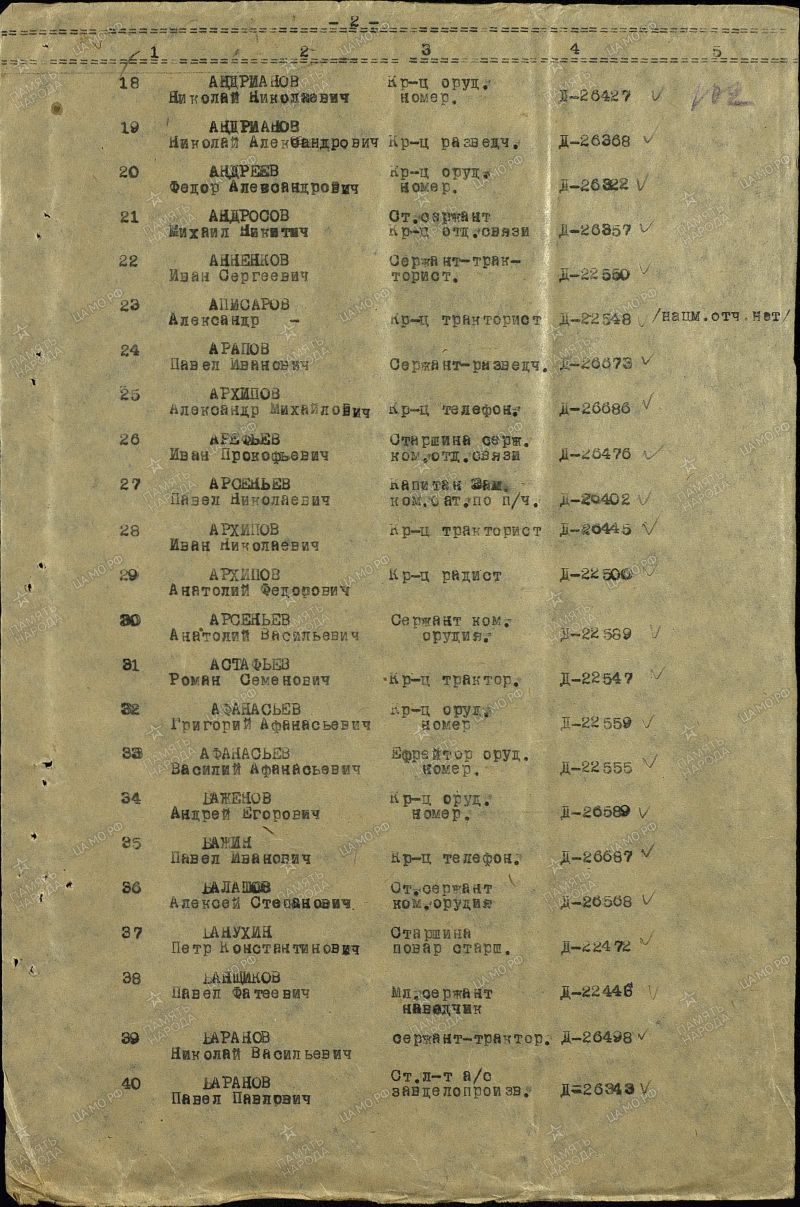 - 2 -
1 2 3 4 5
18 АНДРИАНОВ Кр-ц оруд.
Николай Николаевич номер. Д-26427
19 АНДРИАНОВ
Николай Александрович Кр-ц разведч. Д-26368
20 АНДРЕЕВ Кр-ц оруд.
Федор Александрович номер. Д-26322
21 АНДРОСОВ Ст.сержант
Михаил Никитич Кр-ц отд.связи Д-26357
22 АННЕНКОВ Сержант-трак-
Иван Сергеевич торист. Д-22550
23 АПИСАРОВ
Александр - Кр-ц тракторист Д-22548 /наим.отч.нет/
24 АРАПОВ
Павел Иванович Сержант-разведч. Д-26673
25 АРХИПОВ
Александр Михайлович Кр-ц телефон. Д-26686
26 АРЕФЬЕВ Старшина серж.
Иван Прокофьевич ком.отд.связи Д-26476
27 АРСЕНЬЕВ Капитан Зам.
Павел Николаевич ком.бат.по п/ч. Д-26402
28 АРХИПОВ Кр-ц тракторист Д-26445
Иван Николаевич
29 АРХИПОВ Кр-ц радист Д-22506
Анатолий Федорович
30 АРСЕНЬЕВ Сержант ком.
Анатолий Васильевич орудия. Д-22589
31 АСТАФЬЕВ
Роман Семенович Кр-ц трактор. Д-22547
32 АФАНАСЬЕВ Кр-ц оруд.
Григорий Афанасьевич номер Д-22559
33 АФАНАСЬЕВ Ефрейтор оруд.
Василий Афанасьевич номер. Д-22555
34 БАЖЕНОВ Кр-ц оруд.
Андрей Егорович номер. Д-26589
35 БАЖИН
Павел Иванович Кр-ц телефон. Д-26687
36 БАЛАШОВ Ст.сержант
Алексей Степанович. ком.орудия Д-26568
37 БАНУХИН Старшина
Петр Константинович повар старш. Д-22472
38 БАНЩИКОВ
Павел Фатеевич Мл.сержант Д-22446
наводчик
39 БАРАНОВ сержант-трактор. Д-26498
Николай Васильевич
40 БАРАНОВ Ст.л-т а/с
Павел Павлович завделопроизв. Д-26343
ПАМЯТЬ НАРОДА
ЦАМО.РФ